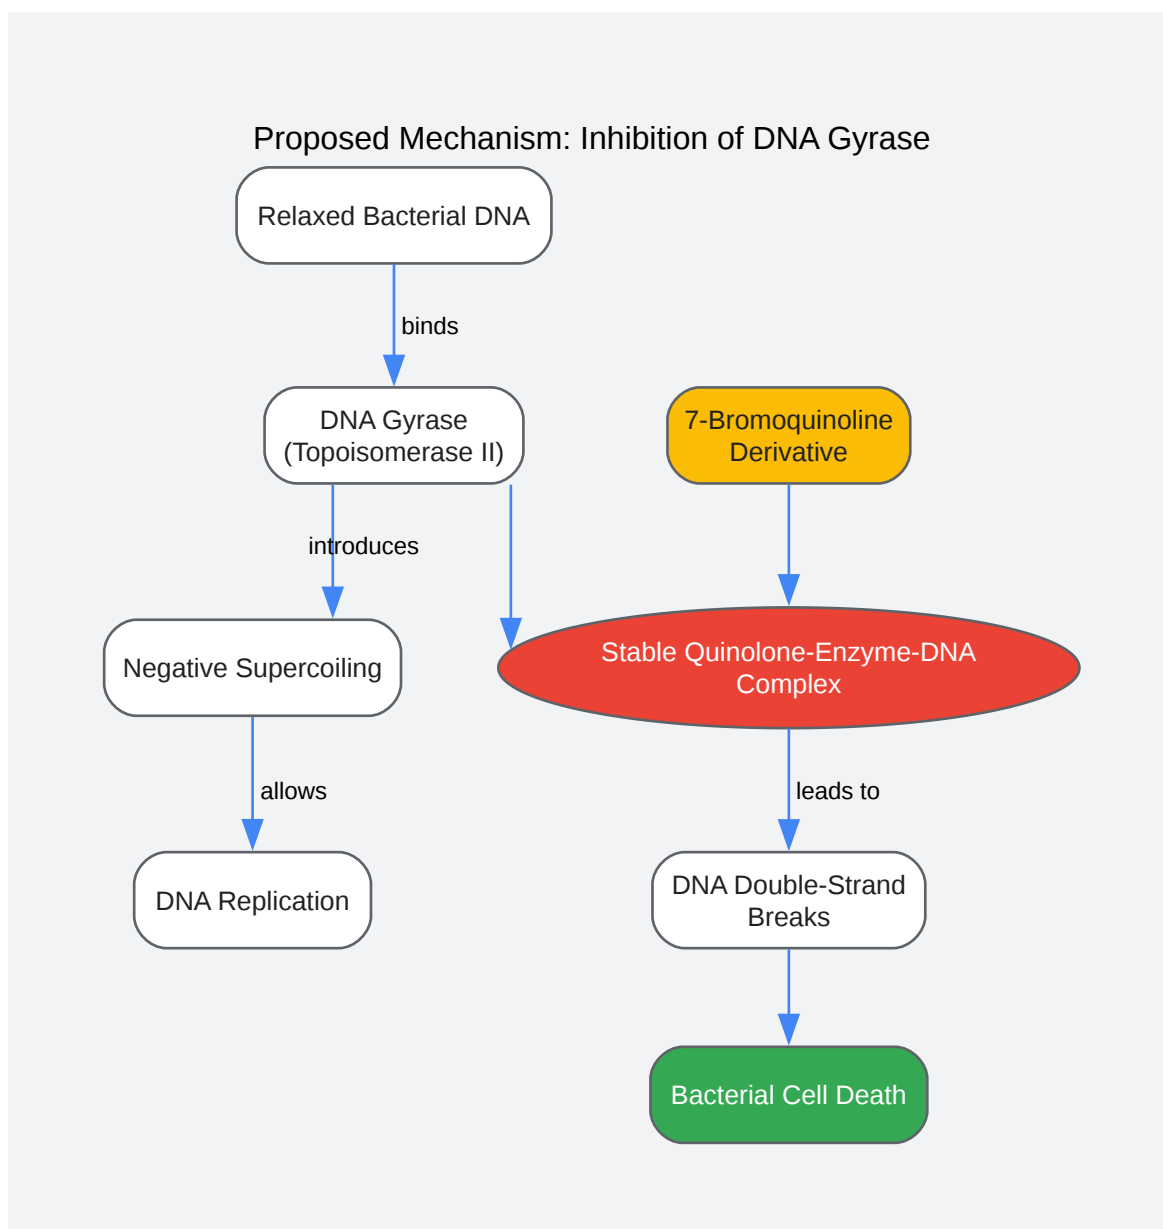 Proposed Mechanism: Inhibition of DNA Gyrase
Relaxed Bacterial DNA
binds
DNA Gyrase
(Topoisomerase II)
7-Bromoquinoline
Derivative
introduces
Negative Supercoiling
Stable Quinolone-Enzyme-DNA
Complex
allows
leads to
DNA Replication
DNA Double-Strand
Breaks
Bacterial Cell Death